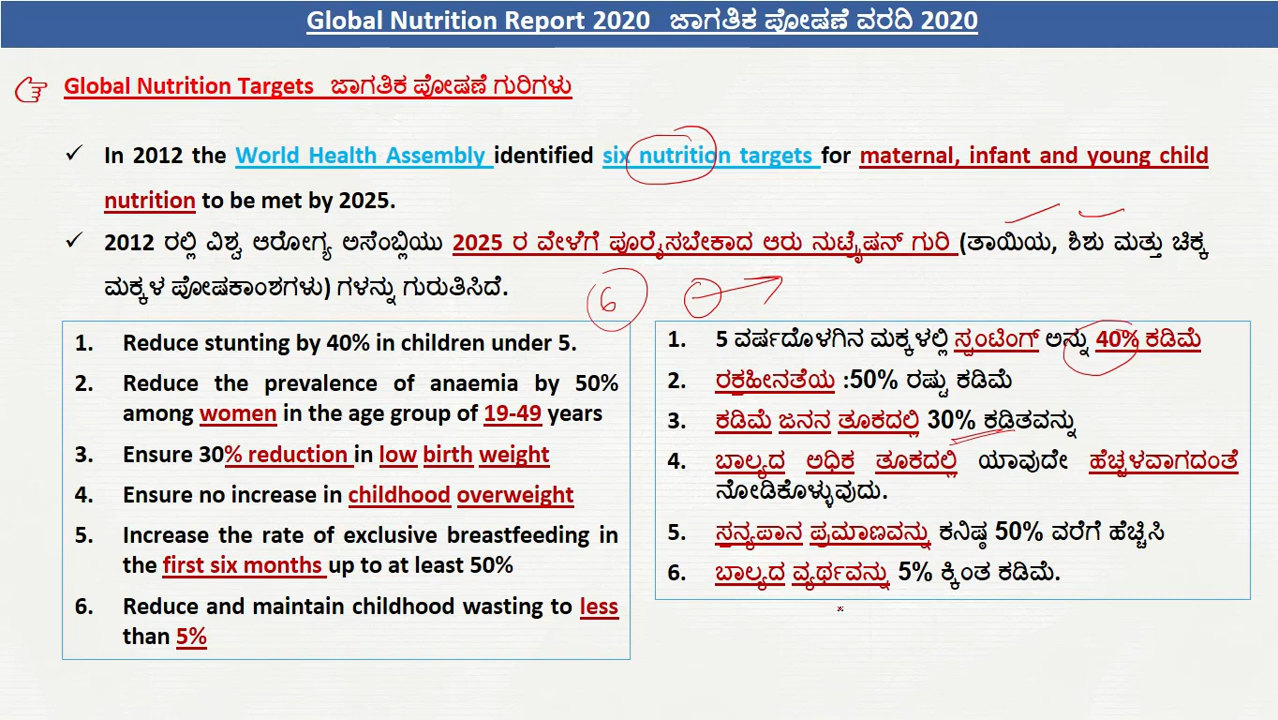 Global Nutrition Report 2020 ಜಾಗತಿಕ ಪೋಷಣೆ ವರದಿ 2020
Global Nutrition Targets ಜಾಗತಿಕ ಪೋಷಣೆ ಗುರಿಗಳು
✓ In 2012 the World Health Assembly identified six nutrition targets for maternal, infant and young child
nutrition to be met by 2025.
✓ 2012 ರಲ್ಲಿ ವಿಶ್ವ ಆರೋಗ್ಯ ಅಸೆಂಬ್ಲಿಯು 2025 ರ ವೇಳೆಗೆ ಪೂರೈಸಬೇಕಾದ ಆರು ನುಟ್ರೈಷನ್ ಗುರಿ (ತಾಯಿಯ, ಶಿಶು ಮತ್ತು ಚಿಕ್ಕ
ಮಕ್ಕಳ ಪೋಷಕಾಂಶಗಳು) ಗಳನ್ನು ಗುರುತಿಸಿದೆ.
6
1. Reduce stunting by 40% in children under 5.
2. Reduce the prevalence of anaemia by 50%
among women in the age group of 19-49 years
3. Ensure 30% reduction in low birth weight
4. Ensure no increase in childhood overweight
5. Increase the rate of exclusive breastfeeding in
the first six months up to at least 50%
6. Reduce and maintain childhood wasting to less
than 5%
1. 5 ವರ್ಷದೊಳಗಿನ ಮಕ್ಕಳಲ್ಲಿ ಸ್ಟಂಟಿಂಗ್ ಅನ್ನು 40% ಕಡಿಮೆ
2. ರಕ್ತಹೀನತೆಯ :50% ರಷ್ಟು ಕಡಿಮೆ
3. ಕಡಿಮೆ ಜನನ ತೂಕದಲ್ಲಿ 30% ಕಡಿತವನ್ನು
4. ಬಾಲ್ಯದ ಅಧಿಕ ತೂಕದಲ್ಲಿ ಯಾವುದೇ ಹೆಚ್ಚಳವಾಗದಂತೆ
ನೋಡಿಕೊಳ್ಳುವುದು.
5. ಸ್ತನ್ಯಪಾನ ಪ್ರಮಾಣವನ್ನು ಕನಿಷ್ಠ 50% ವರೆಗೆ ಹೆಚ್ಚಿಸಿ
6. ಬಾಲ್ಯದ ವ್ಯರ್ಥವನ್ನು 5% ಕ್ಕಿಂತ ಕಡಿಮೆ.